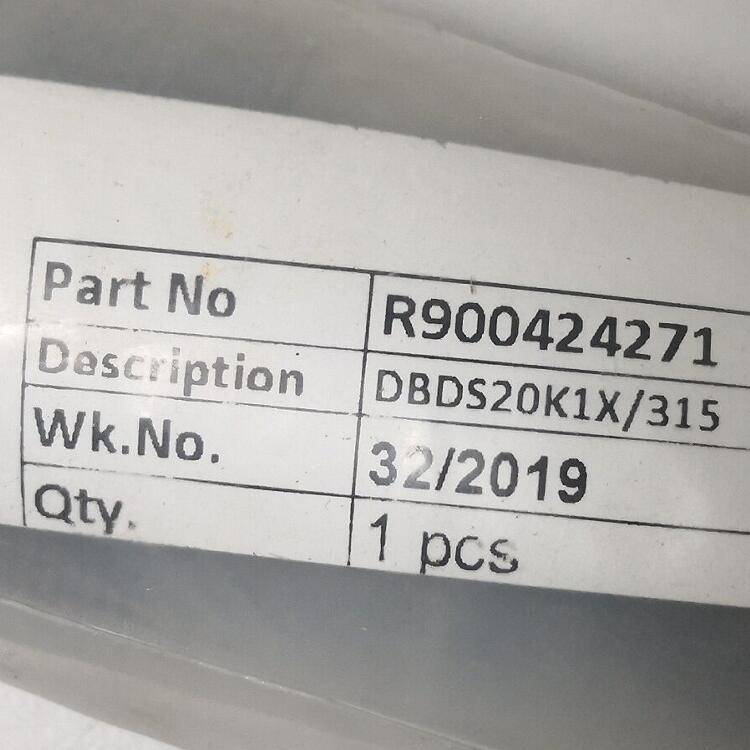 Part No R900424271
Description DBDS20K1X/315
Wk.No. 32/2019
Qty. 1 pcs